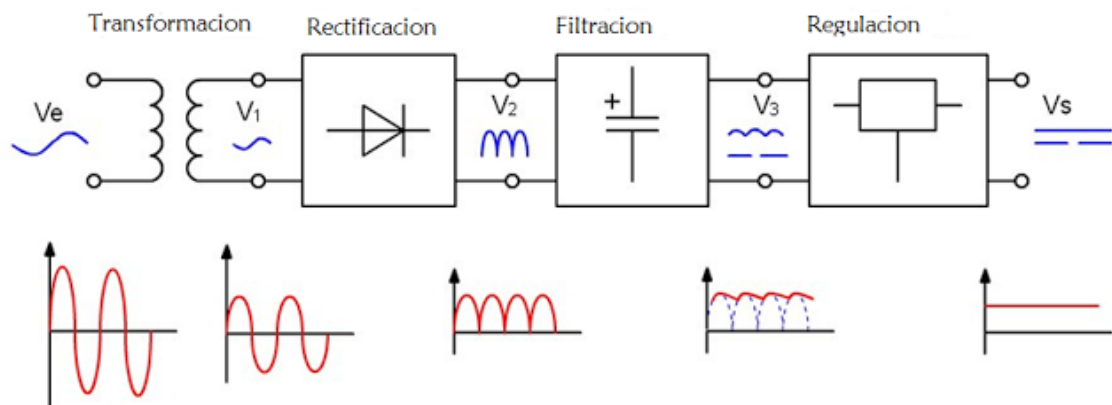 Transformacion
Rectificacion
Filtracion
Regulacion
Ve
V1
V2
+
V3
Vs